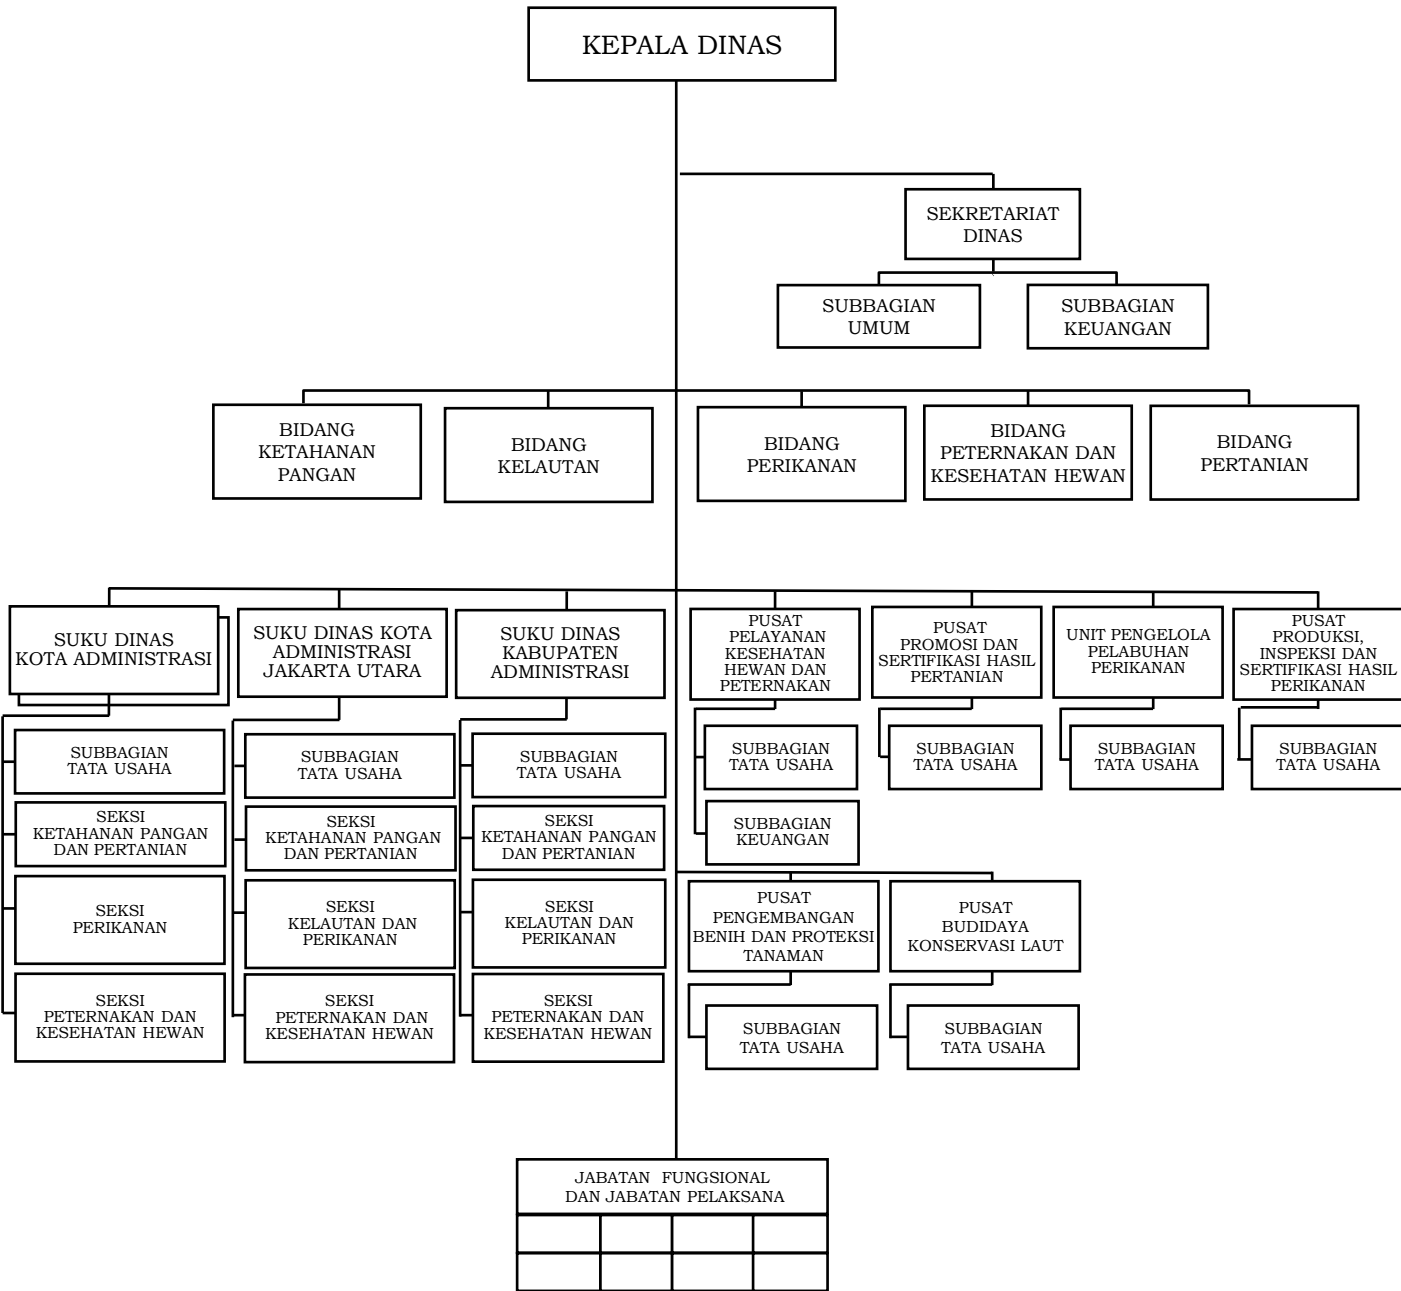 KEPALA DINAS
SEKRETARIAT
DINAS
SUBBAGIAN
UMUM
SUBBAGIAN
KEUANGAN
BIDANG
KETAHANAN
PANGAN
BIDANG
KELAUTAN
BIDANG
PERIKANAN
BIDANG
PETERNAKAN DAN
KESEHATAN HEWAN
BIDANG
PERTANIAN
SUKU DINAS
KOTA ADMINISTRASI
SUKU DINAS KOTA
ADMINISTRASI
JAKARTA UTARA
SUKU DINAS
KABUPATEN
ADMINISTRASI
PUSAT
PELAYANAN
KESEHATAN
HEWAN DAN
PETERNAKAN
PUSAT
PROMOSI DAN
SERTIFIKASI HASIL
PERTANIAN
UNIT PENGELOLA
PELABUHAN
PERIKANAN
PUSAT
PRODUKSI,
INSPEKSI DAN
SERTIFIKASI HASIL
PERIKANAN
SUBBAGIAN
TATA USAHA
SUBBAGIAN
TATA USAHA
SUBBAGIAN
TATA USAHA
SUBBAGIAN
TATA USAHA
SUBBAGIAN
TATA USAHA
SUBBAGIAN
TATA USAHA
SUBBAGIAN
TATA USAHA
SEKSI
KETAHANAN PANGAN
DAN PERTANIAN
SEKSI
KETAHANAN PANGAN
DAN PERTANIAN
SEKSI
KETAHANAN PANGAN
DAN PERTANIAN
SUBBAGIAN
KEUANGAN
SEKSI
PERIKANAN
SEKSI
KELAUTAN DAN
PERIKANAN
SEKSI
KELAUTAN DAN
PERIKANAN
PUSAT
PENGEMBANGAN
BENIH DAN PROTEKSI
TANAMAN
PUSAT
BUDIDAYA
KONSERVASI LAUT
SEKSI
PETERNAKAN DAN
KESEHATAN HEWAN
SEKSI
PETERNAKAN DAN
KESEHATAN HEWAN
SEKSI
PETERNAKAN DAN
KESEHATAN HEWAN
SUBBAGIAN
TATA USAHA
SUBBAGIAN
TATA USAHA
JABATAN FUNGSIONAL
DAN JABATAN PELAKSANA